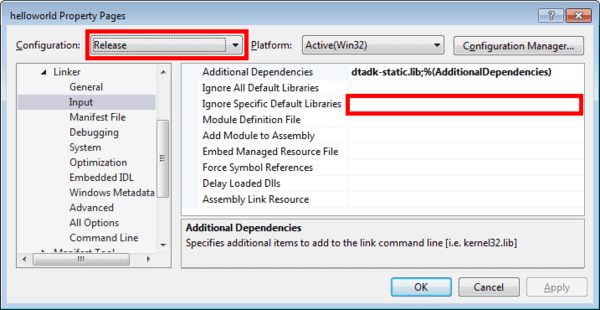 helloworld Property Pages
Configuration: Release Platform: Active(Win32) Configuration Manager...
Linker
General
Input
Manifest File
Debugging
System
Optimization
Embedded IDL
Windows Metadata
Advanced
All Options
Command Line
Manifest Tool
Additional Dependencies dtadk-static.lib;%(AdditionalDependencies)
Ignore All Default Libraries
Ignore Specific Default Libraries
Module Definition File
Add Module to Assembly
Embed Managed Resource File
Force Symbol References
Delay Loaded Dlls
Assembly Link Resource
Additional Dependencies
Specifies additional items to add to the link command line [i.e. kernel32.lib]
OK Cancel Apply